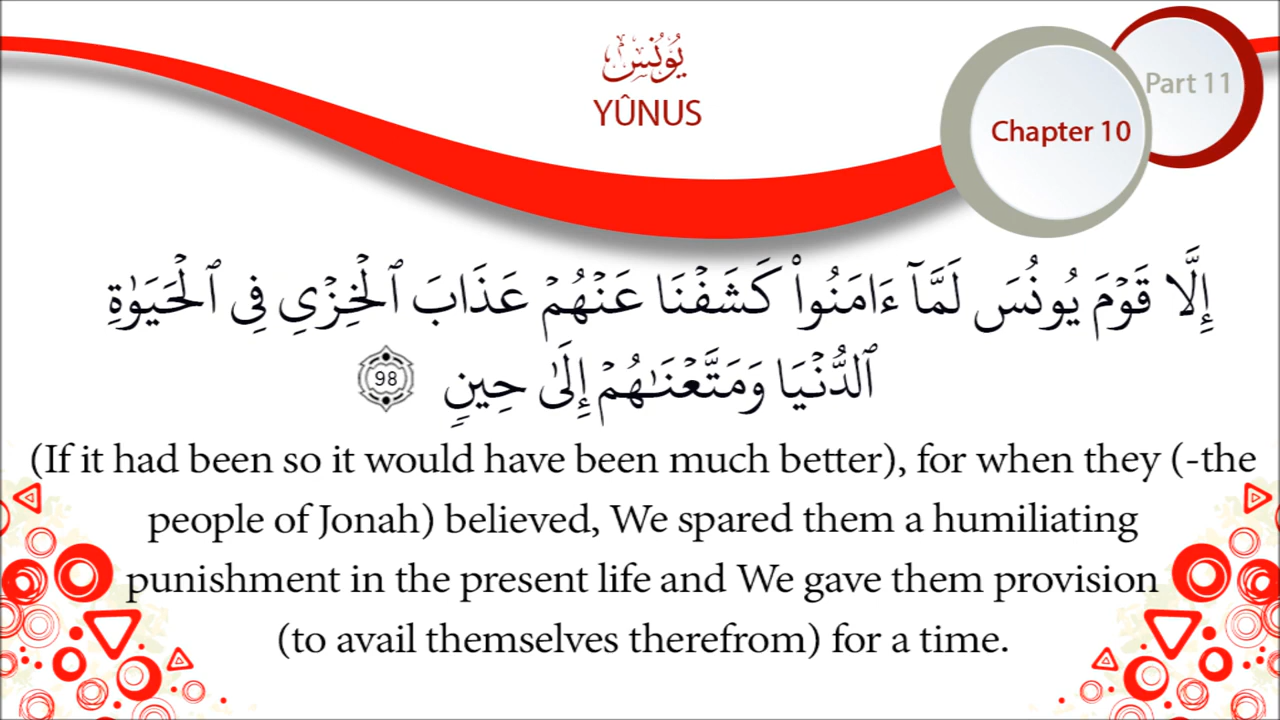 يُونُس
YÛNUS
Part 11
Chapter 10
إِلَّا قَوْمَ يُونُسَ لَمَّآ ءَامَنُوا۟ كَشَفْنَا عَنْهُمْ عَذَابَ ٱلْخِزْىِ فِى ٱلْحَيَوٰةِ
ٱلدُّنْيَا وَمَتَّعْنَـٰهُمْ إِلَىٰ حِينٍ 98
(If it had been so it would have been much better), for when they (-the
people of Jonah) believed, We spared them a humiliating
punishment in the present life and We gave them provision
(to avail themselves therefrom) for a time.